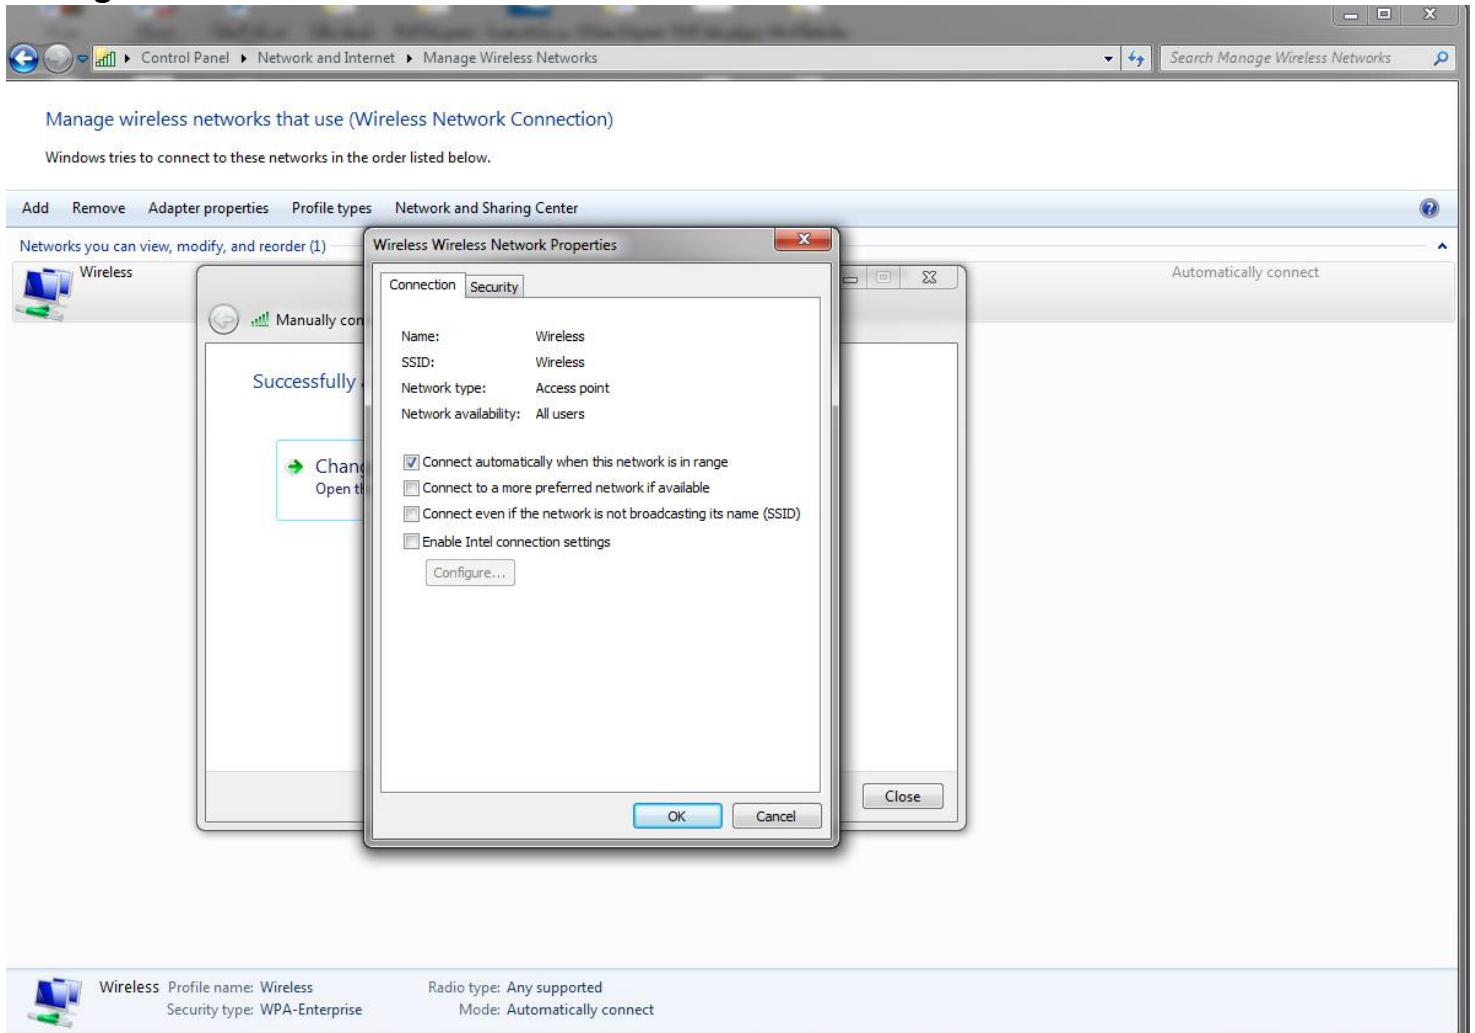 Control Panel Network and Internet Manage Wireless Networks
Search Manage Wireless Networks
Manage wireless networks that use (Wireless Network Connection)
Windows tries to connect to these networks in the order listed below.
Add Remove Adapter properties Profile types Network and Sharing Center
Networks you can view, modify, and reorder (1)
Wireless
Automatically connect
Manually con
Successfully
Chang
Open th
Close
Wireless Wireless Network Properties
Connection Security
Name: Wireless
SSID: Wireless
Network type: Access point
Network availability: All users
Connect automatically when this network is in range
Connect to a more preferred network if available
Connect even if the network is not broadcasting its name (SSID)
Enable Intel connection settings
Configure...
OK Cancel
Wireless Profile name: Wireless Radio type: Any supported
Security type: WPA-Enterprise Mode: Automatically connect